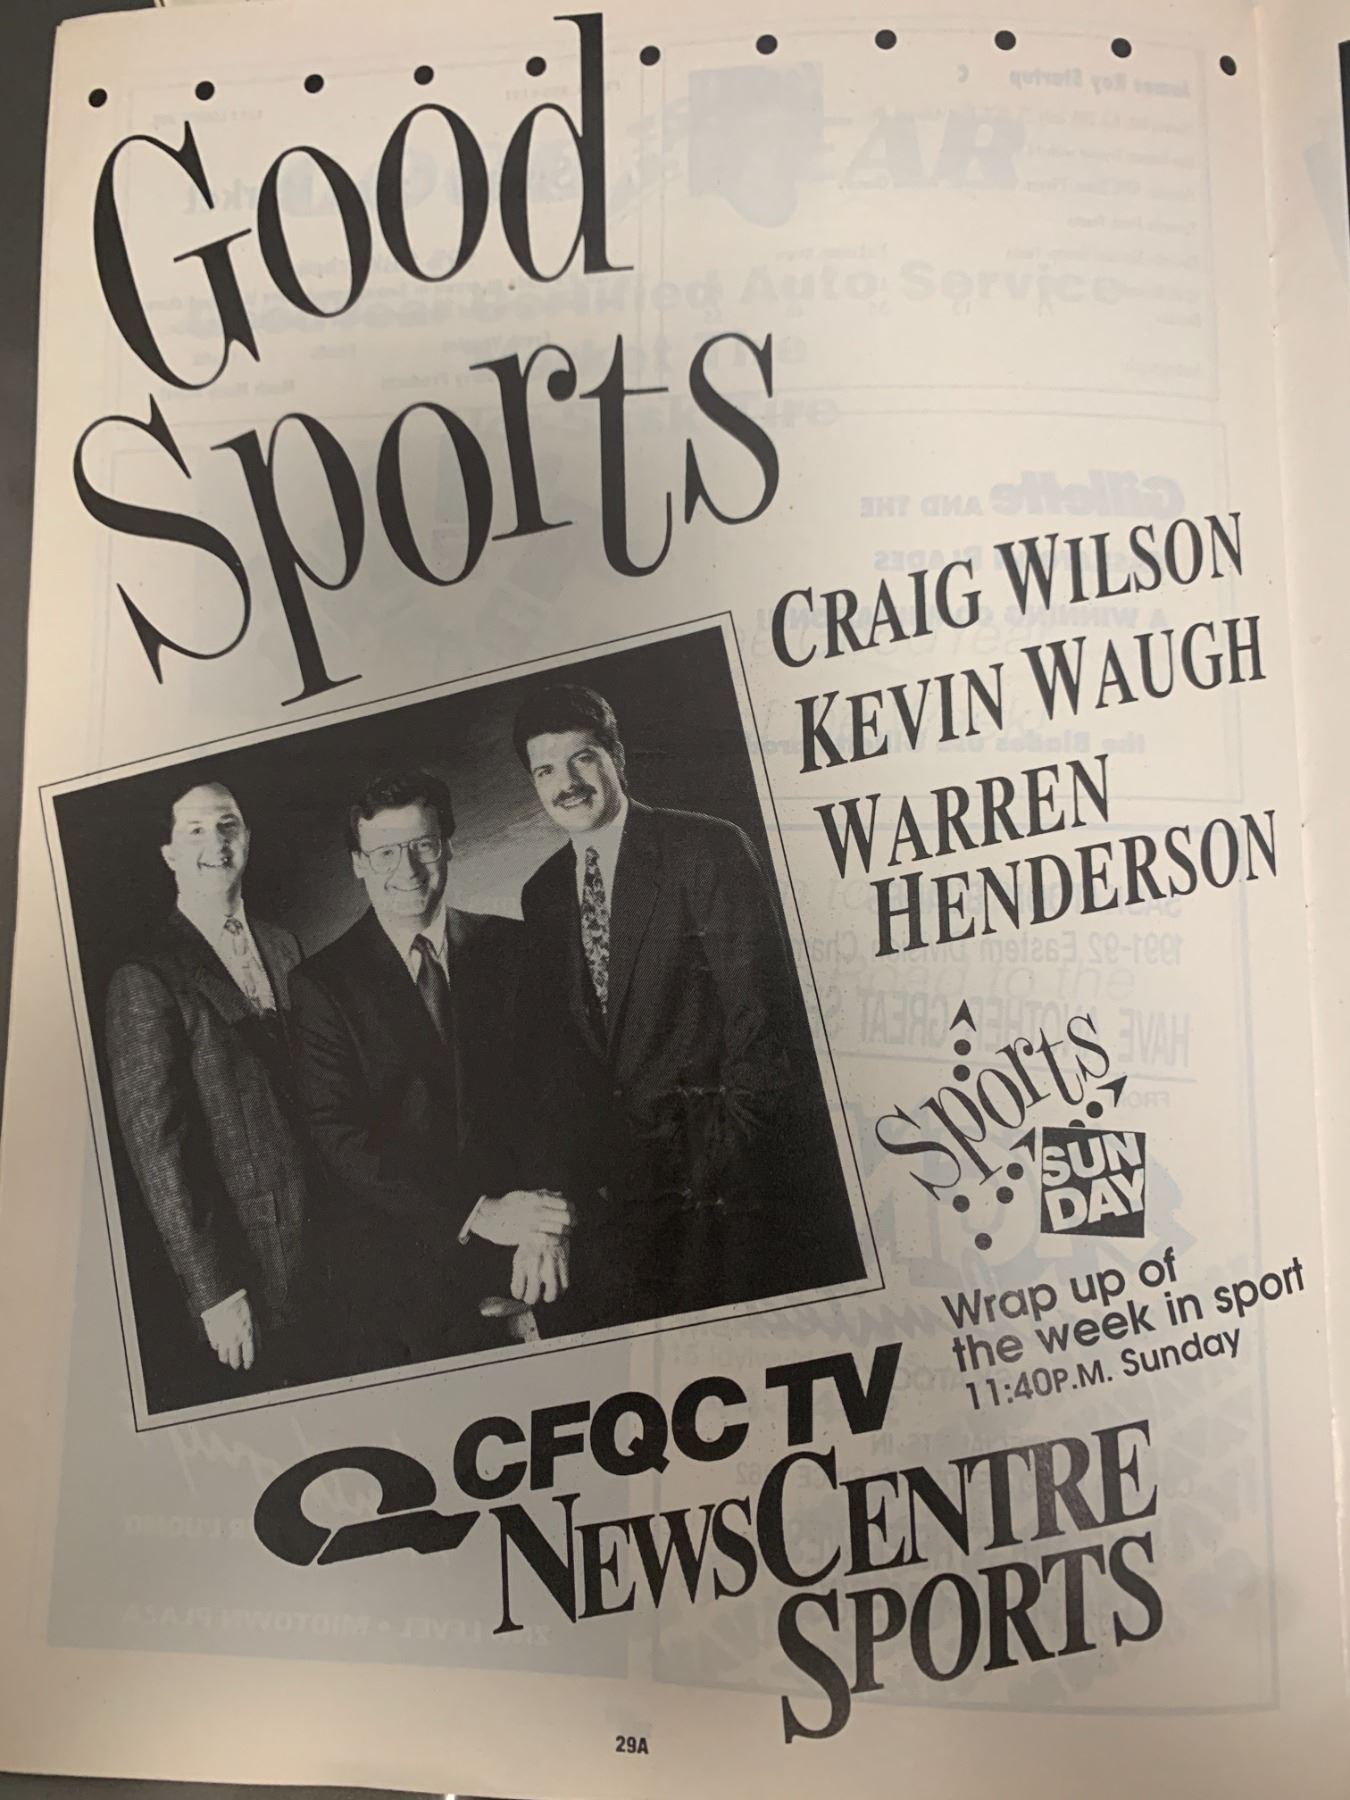 Good
Sports
CRAIG WILSON
KEVIN WAUGH
WARREN
HENDERSON
Sports
SUN
DAY
Wrap up of
the week in sport
11:40P.M. Sunday
CFQC TV
NEWSCENTRE
SPORTS
29A